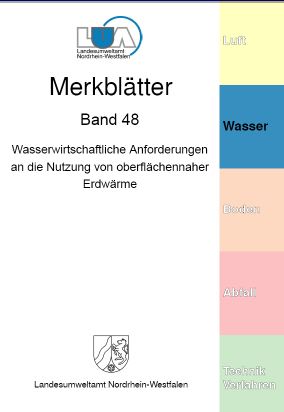 LUA
Landesumweltamt
Nordrhein-Westfalen
Merkblätter
Band 48
Wasserwirtschaftliche Anforderungen
an die Nutzung von oberflächennaher
Erdwärme
Luft
Wasser
Boden
Abfall
Technik
Verfahren
Landesumweltamt Nordrhein-Westfalen